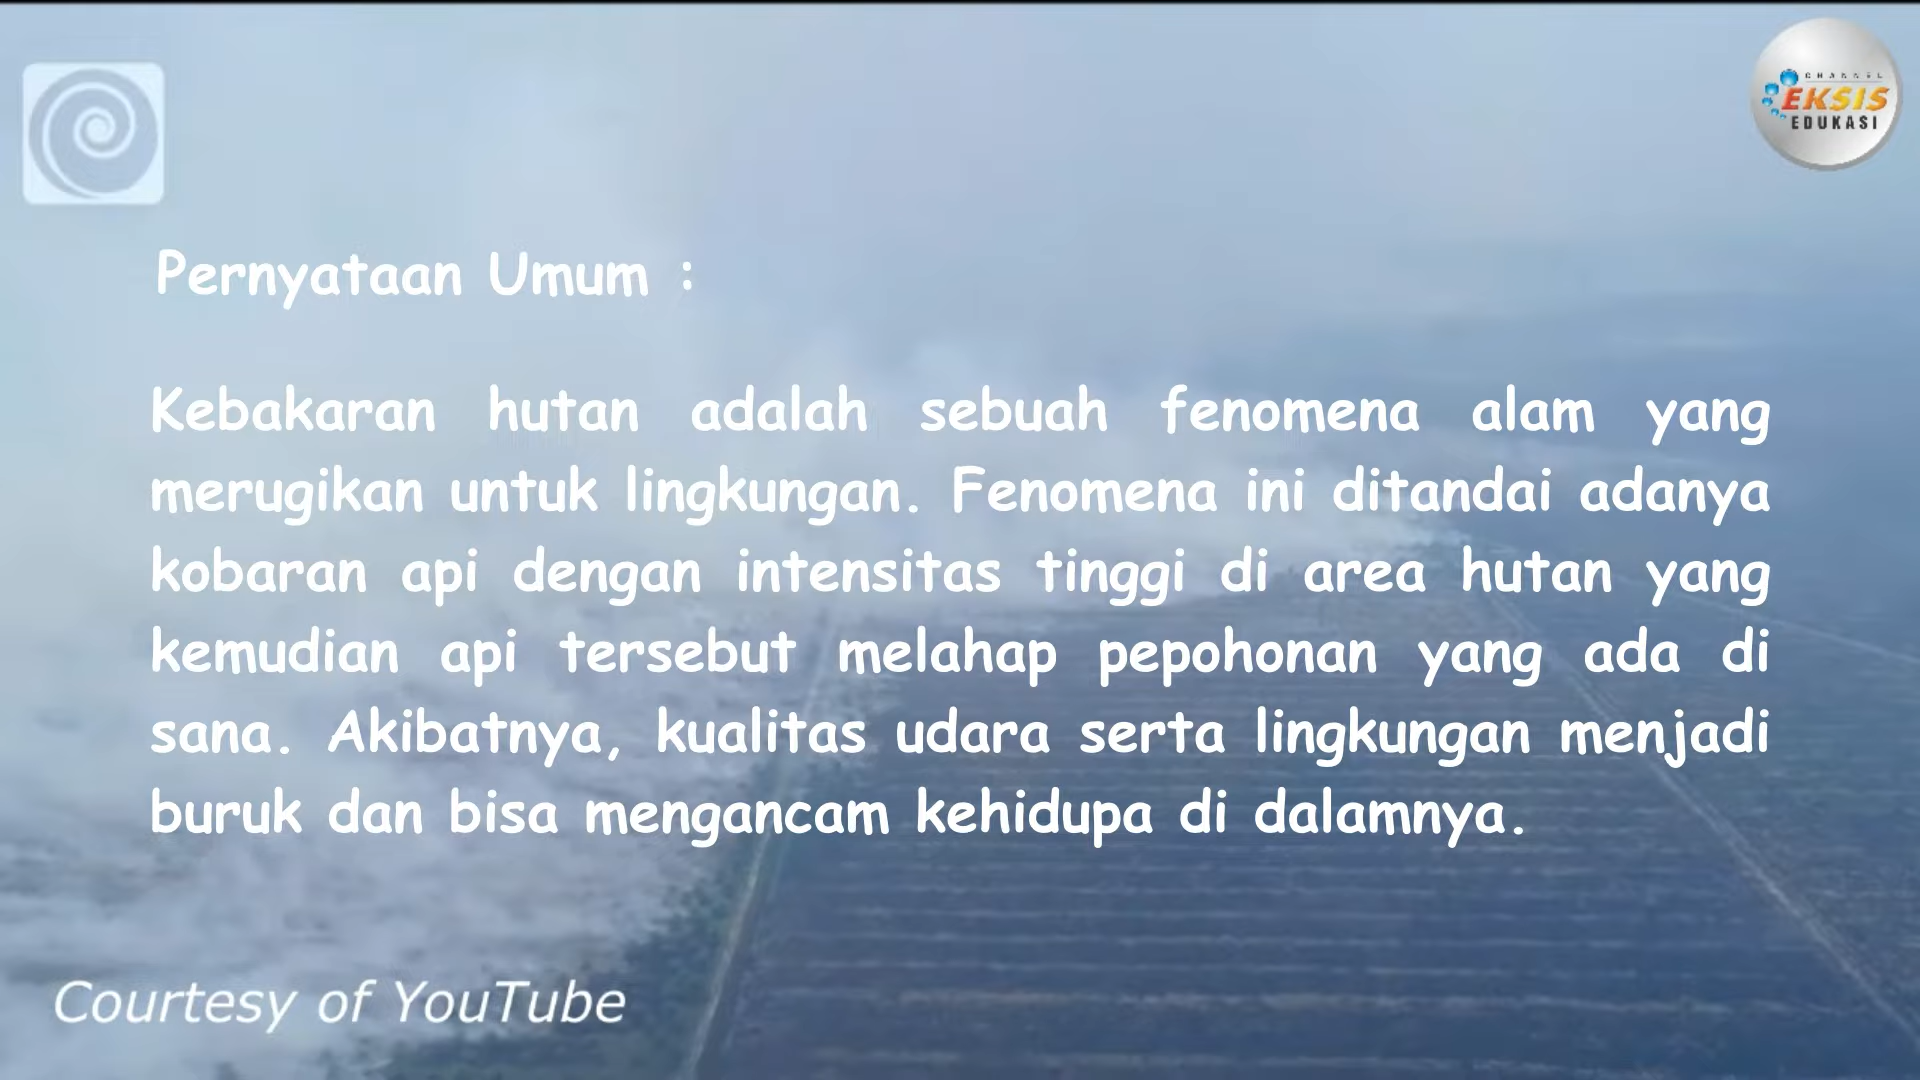 CHANNEL
EKSIS
EDUKASI
Pernyataan Umum :
Kebakaran hutan adalah sebuah fenomena alam yang
merugikan untuk lingkungan. Fenomena ini ditandai adanya
kobaran api dengan intensitas tinggi di area hutan yang
kemudian api tersebut melahap pepohonan yang ada di
sana. Akibatnya, kualitas udara serta lingkungan menjadi
buruk dan bisa mengancam kehidupa di dalamnya.
Courtesy of YouTube